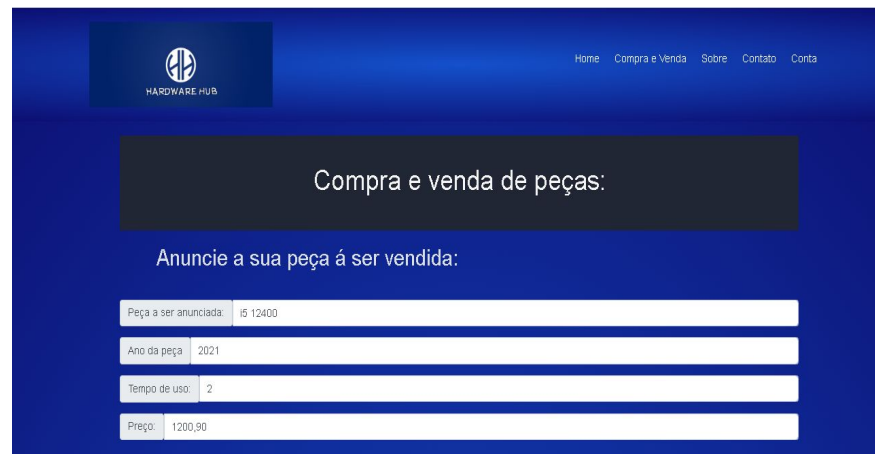 HARDWARE HUB
Home Compra e Venda Sobre Contato Conta
Compra e venda de peças:
Anuncie a sua peça á ser vendida:
Peça a ser anunciada: i5 12400
Ano da peça 2021
Tempo de uso: 2
Preço: 1200,90